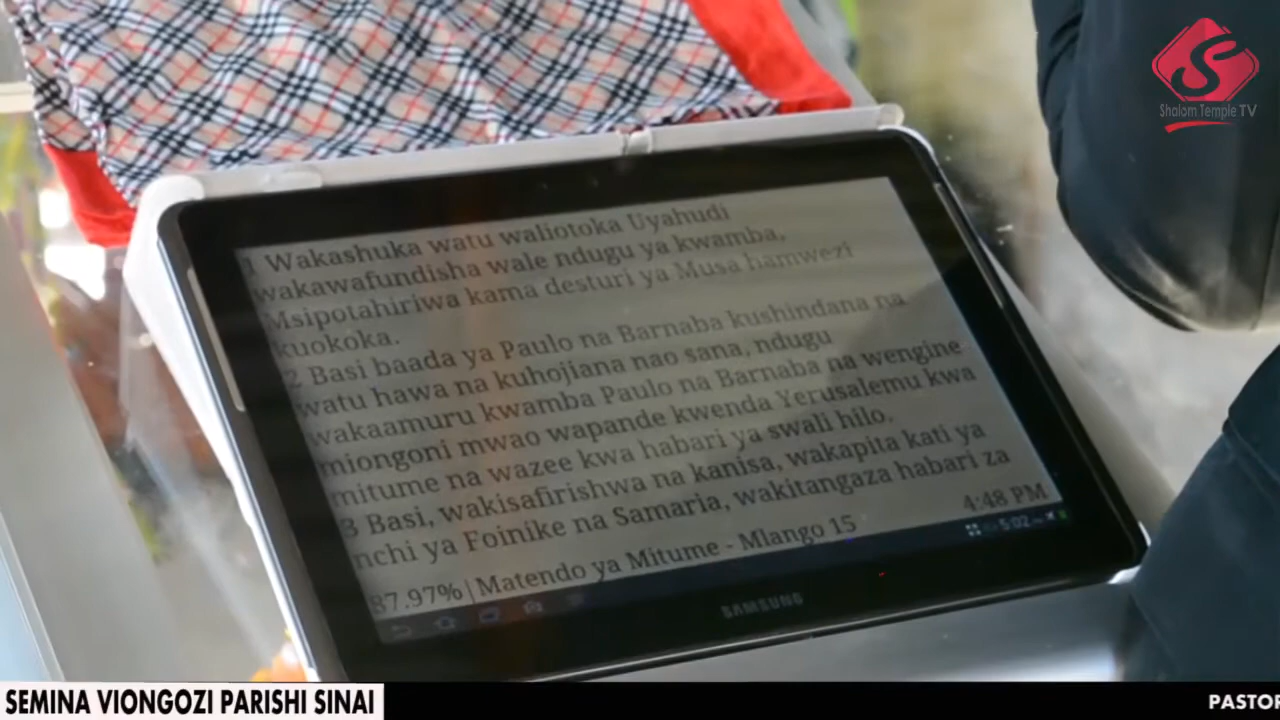 Shalom Temple TV
1 Wakashuka watu waliotoka Uyahudi
wakawafundisha wale ndugu ya kwamba,
Msipotahiriwa kama desturi ya Musa hamwezi
kuokoka.
2 Basi baada ya Paulo na Barnaba kushindana na
watu hawa na kuhojiana nao sana, ndugu
wakaamuru kwamba Paulo na Barnaba na wengine
miongoni mwao wapande kwenda Yerusalemu kwa
mitume na wazee kwa habari ya swali hilo.
3 Basi, wakisafirishwa na kanisa, wakapita kati ya
nchi ya Foinike na Samaria, wakitangaza habari za
87.97%|Matendo ya Mitume - Mlango 15 4:48 PM
5:02
SAMSUNG
SEMINA VIONGOZI PARISHI SINAI
PASTOR